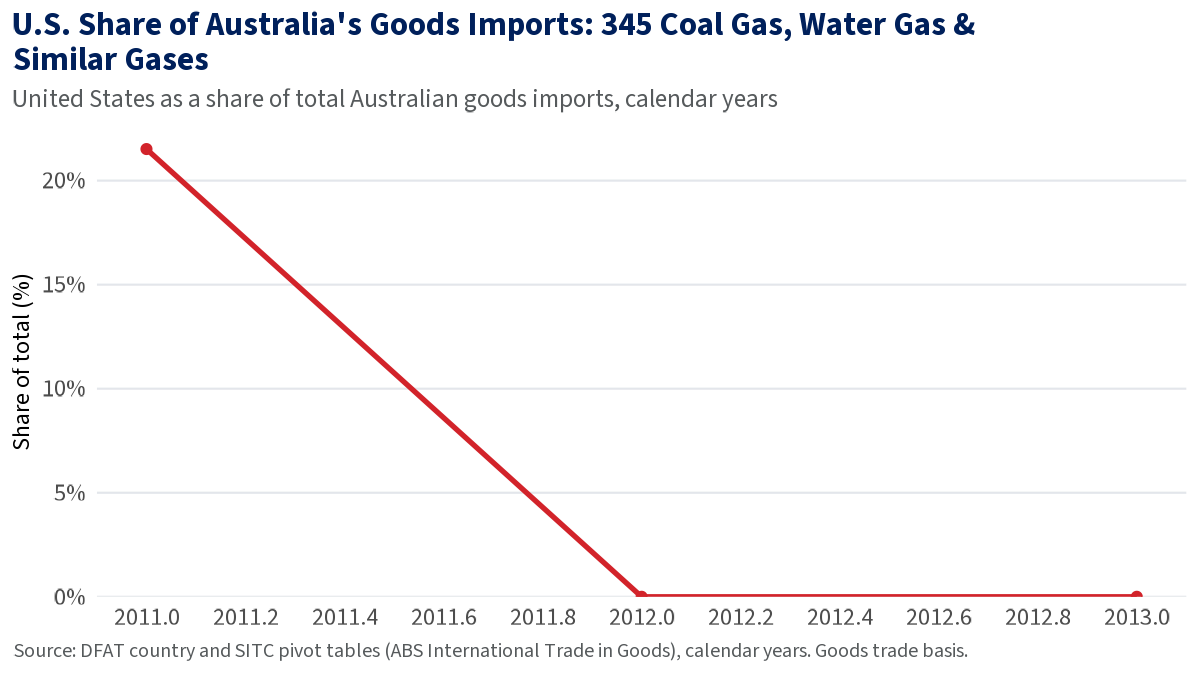 U.S. Share of Australia's Goods Imports: 345 Coal Gas, Water Gas &
Similar Gases
United States as a share of total Australian goods imports, calendar years
Share of total (%)
20%
15%
10%
5%
0%
2011.0 2011.2 2011.4 2011.6 2011.8 2012.0 2012.2 2012.4 2012.6 2012.8 2013.0
Source: DFAT country and SITC pivot tables (ABS International Trade in Goods), calendar years. Goods trade basis.